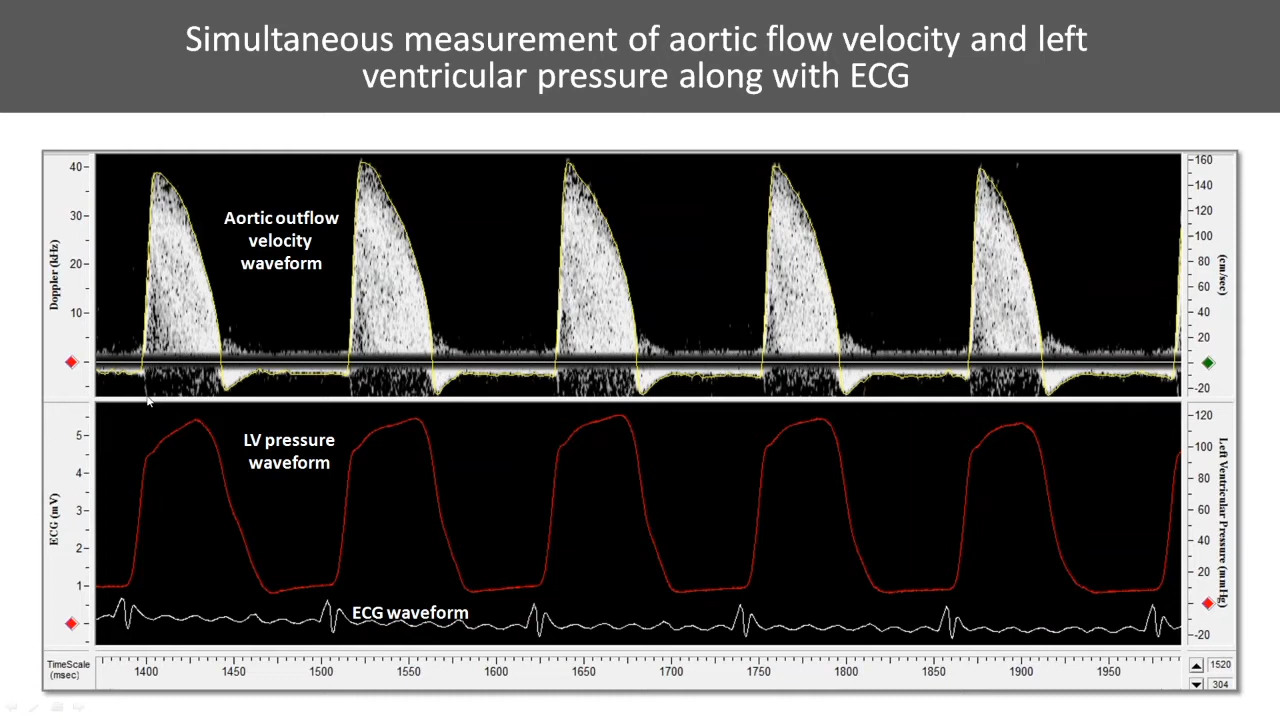 Simultaneous measurement of aortic flow velocity and left
ventricular pressure along with ECG
40
30
20
10
Doppler (kHz)
Aortic outflow
velocity
waveform
160
140
120
100
80
60
40
20
-20
(cm/sec)
5
4
3
2
1
ECG (mV)
LV pressure
waveform
ECG waveform
120
100
80
60
40
20
-20
Left Ventricular Pressure (mmHg)
TimeScale
(msec)
1400 1450 1500 1550 1600 1650 1700 1750 1800 1850 1900 1950
1520
304